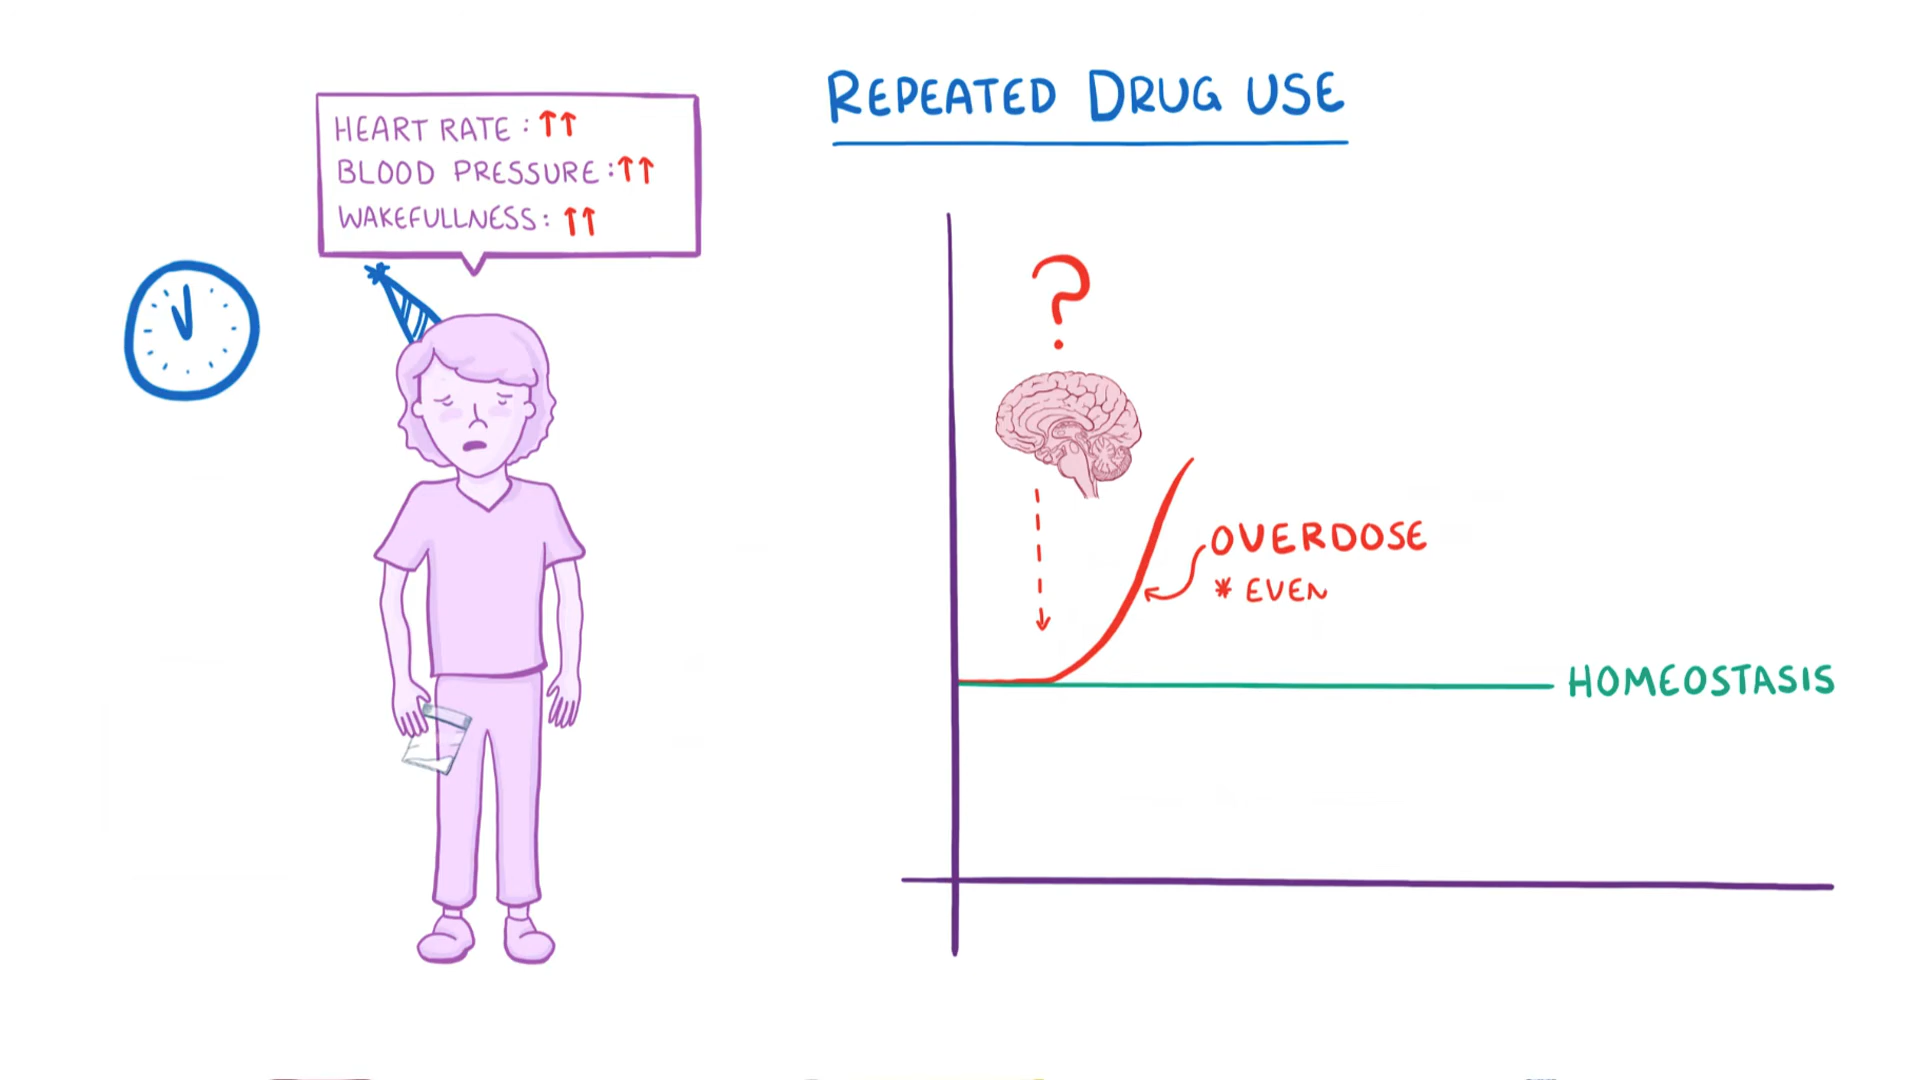 REPEATED DRUG USE
HEART RATE : ↑↑
BLOOD PRESSURE : ↑↑
WAKEFULLNESS : ↑↑
?
OVERDOSE
* EVEN
HOMEOSTASIS